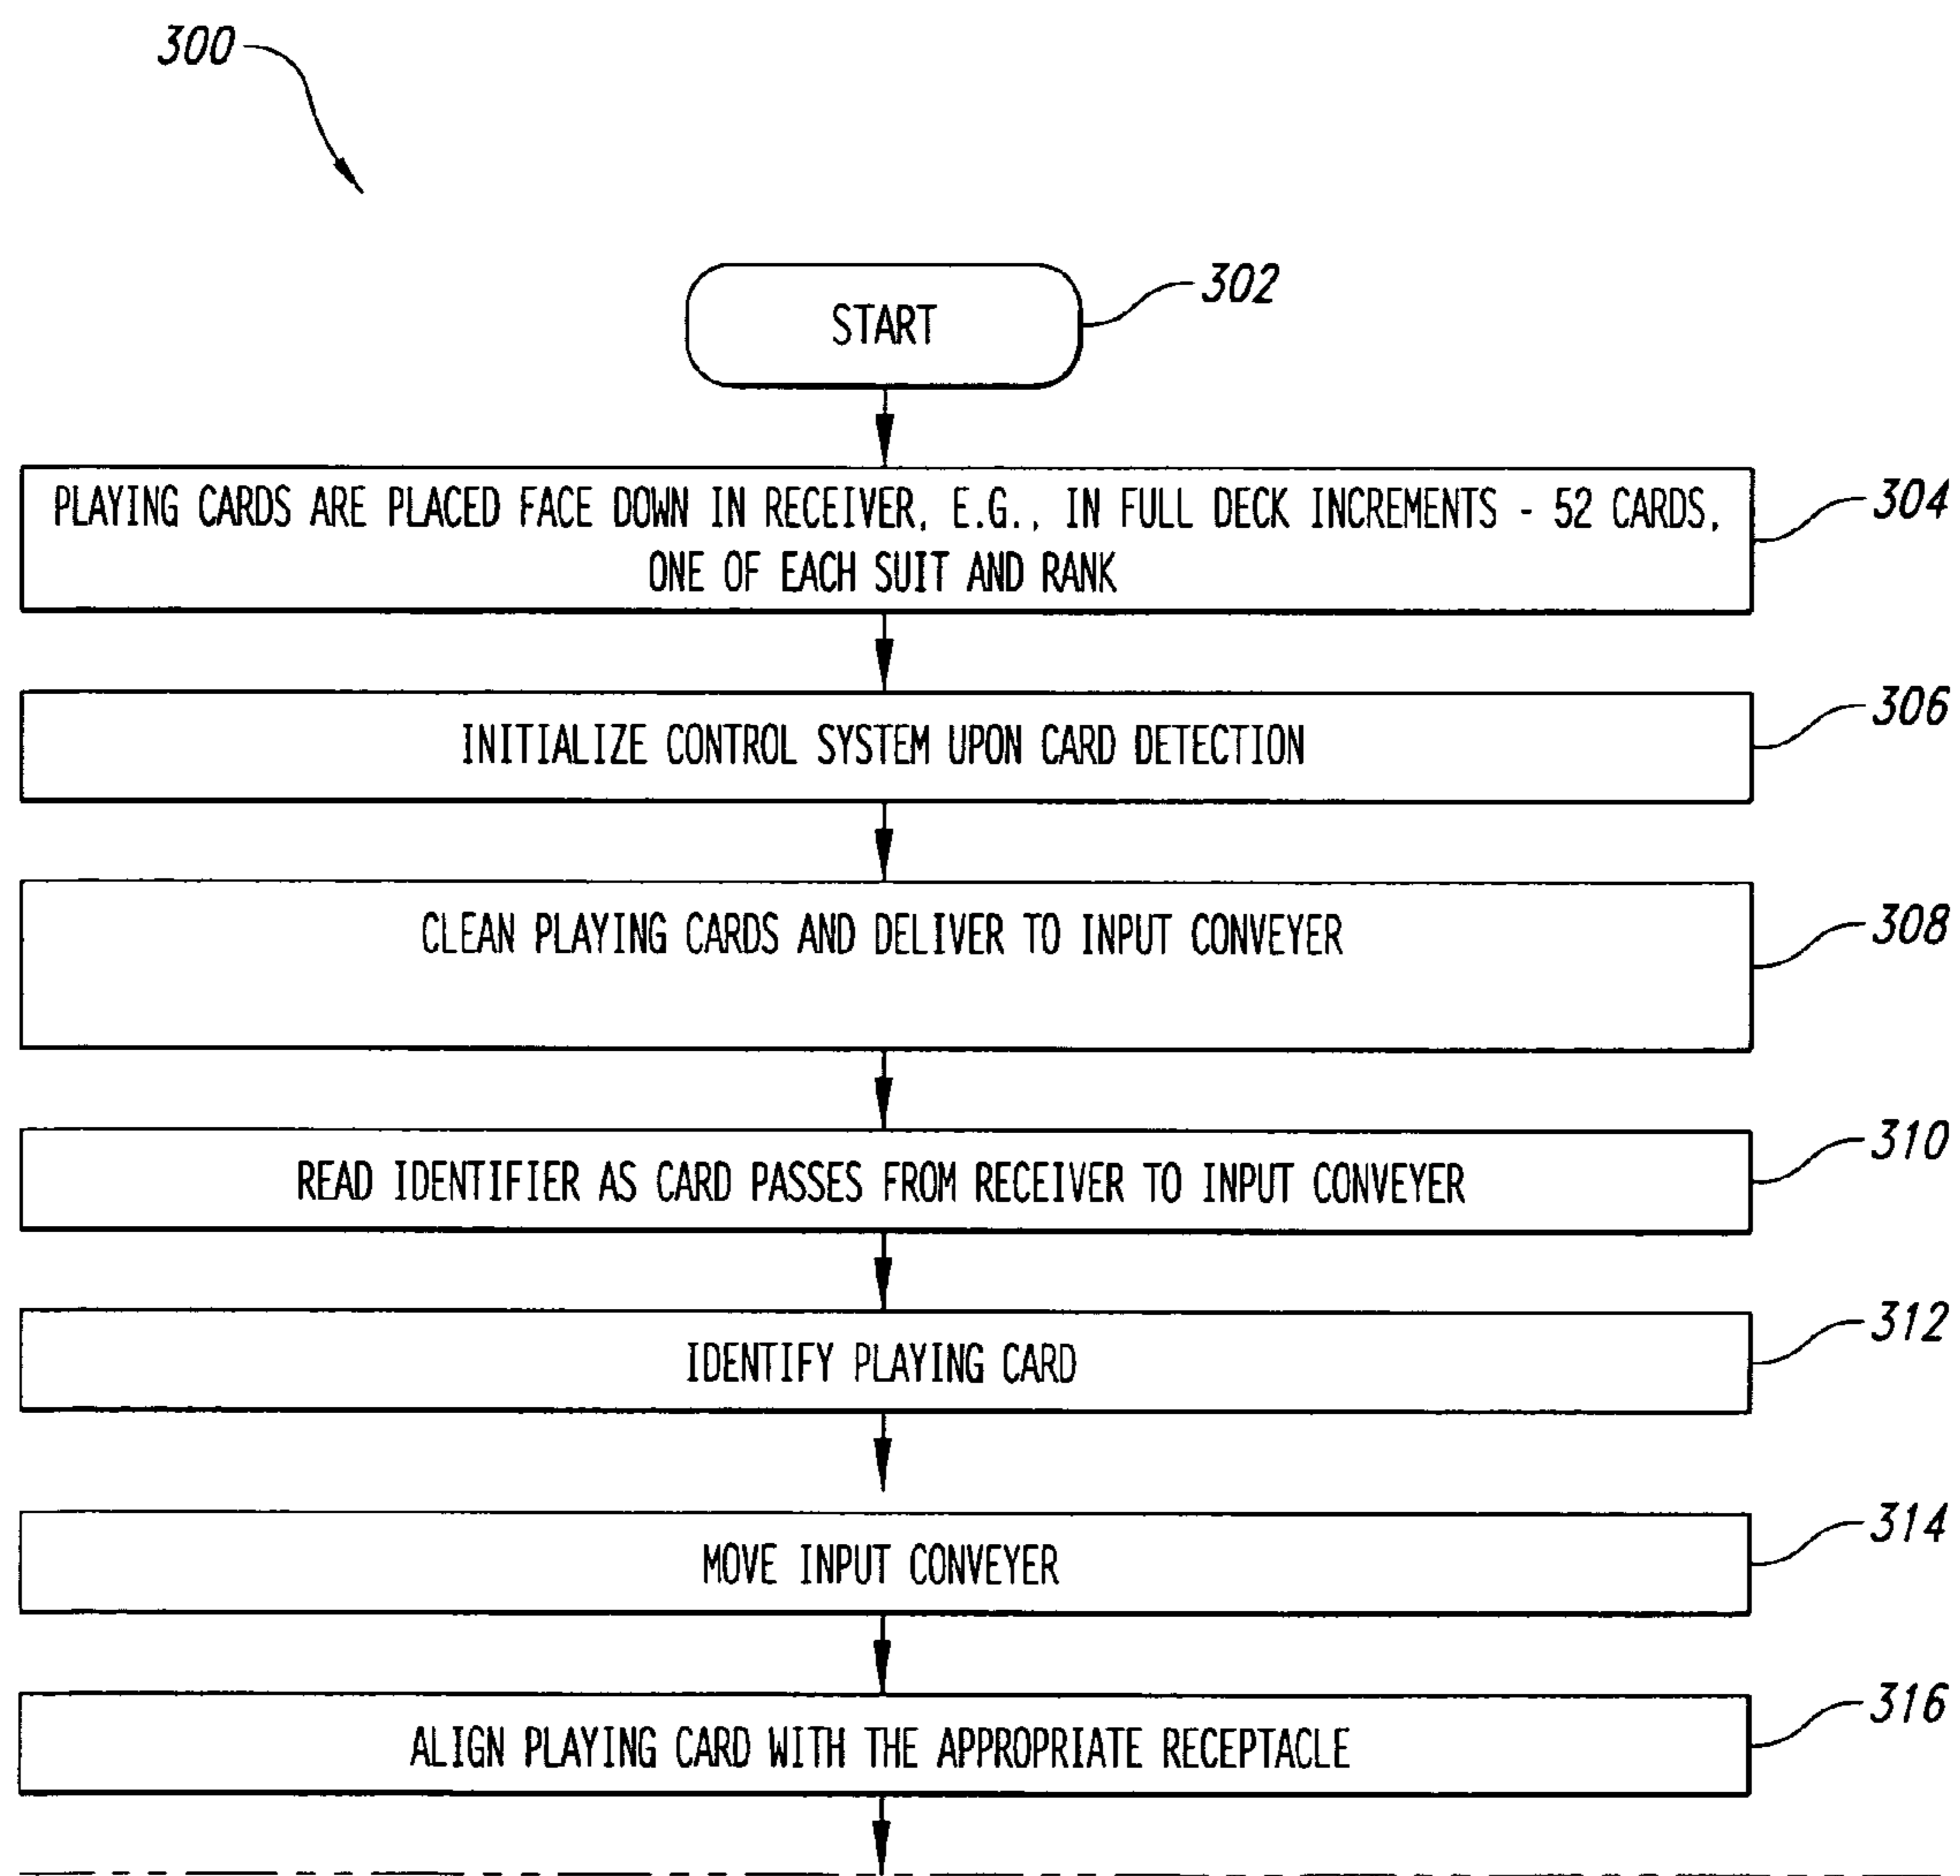 300
START
302
PLAYING CARDS ARE PLACED FACE DOWN IN RECEIVER, E.G., IN FULL DECK INCREMENTS - 52 CARDS,
ONE OF EACH SUIT AND RANK
304
INITIALIZE CONTROL SYSTEM UPON CARD DETECTION
306
CLEAN PLAYING CARDS AND DELIVER TO INPUT CONVEYER
308
READ IDENTIFIER AS CARD PASSES FROM RECEIVER TO INPUT CONVEYER
310
IDENTIFY PLAYING CARD
312
MOVE INPUT CONVEYER
314
ALIGN PLAYING CARD WITH THE APPROPRIATE RECEPTACLE
316